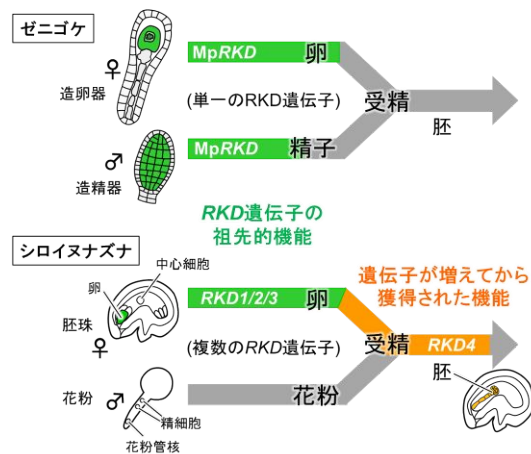 ゼニゴケ
♀
造卵器
MpRKD
卵
(単一のRKD遺伝子)
受精
胚
♂
造精器
MpRKD
精子
RKD遺伝子の
祖先的機能
シロイヌナズナ
中心細胞
卵
胚珠
♀
RKD1/2/3
卵
遺伝子が増えてから
獲得された機能
(複数のRKD遺伝子)
受精
RKD4
胚
花粉
♂
精細胞
花粉管核
花粉